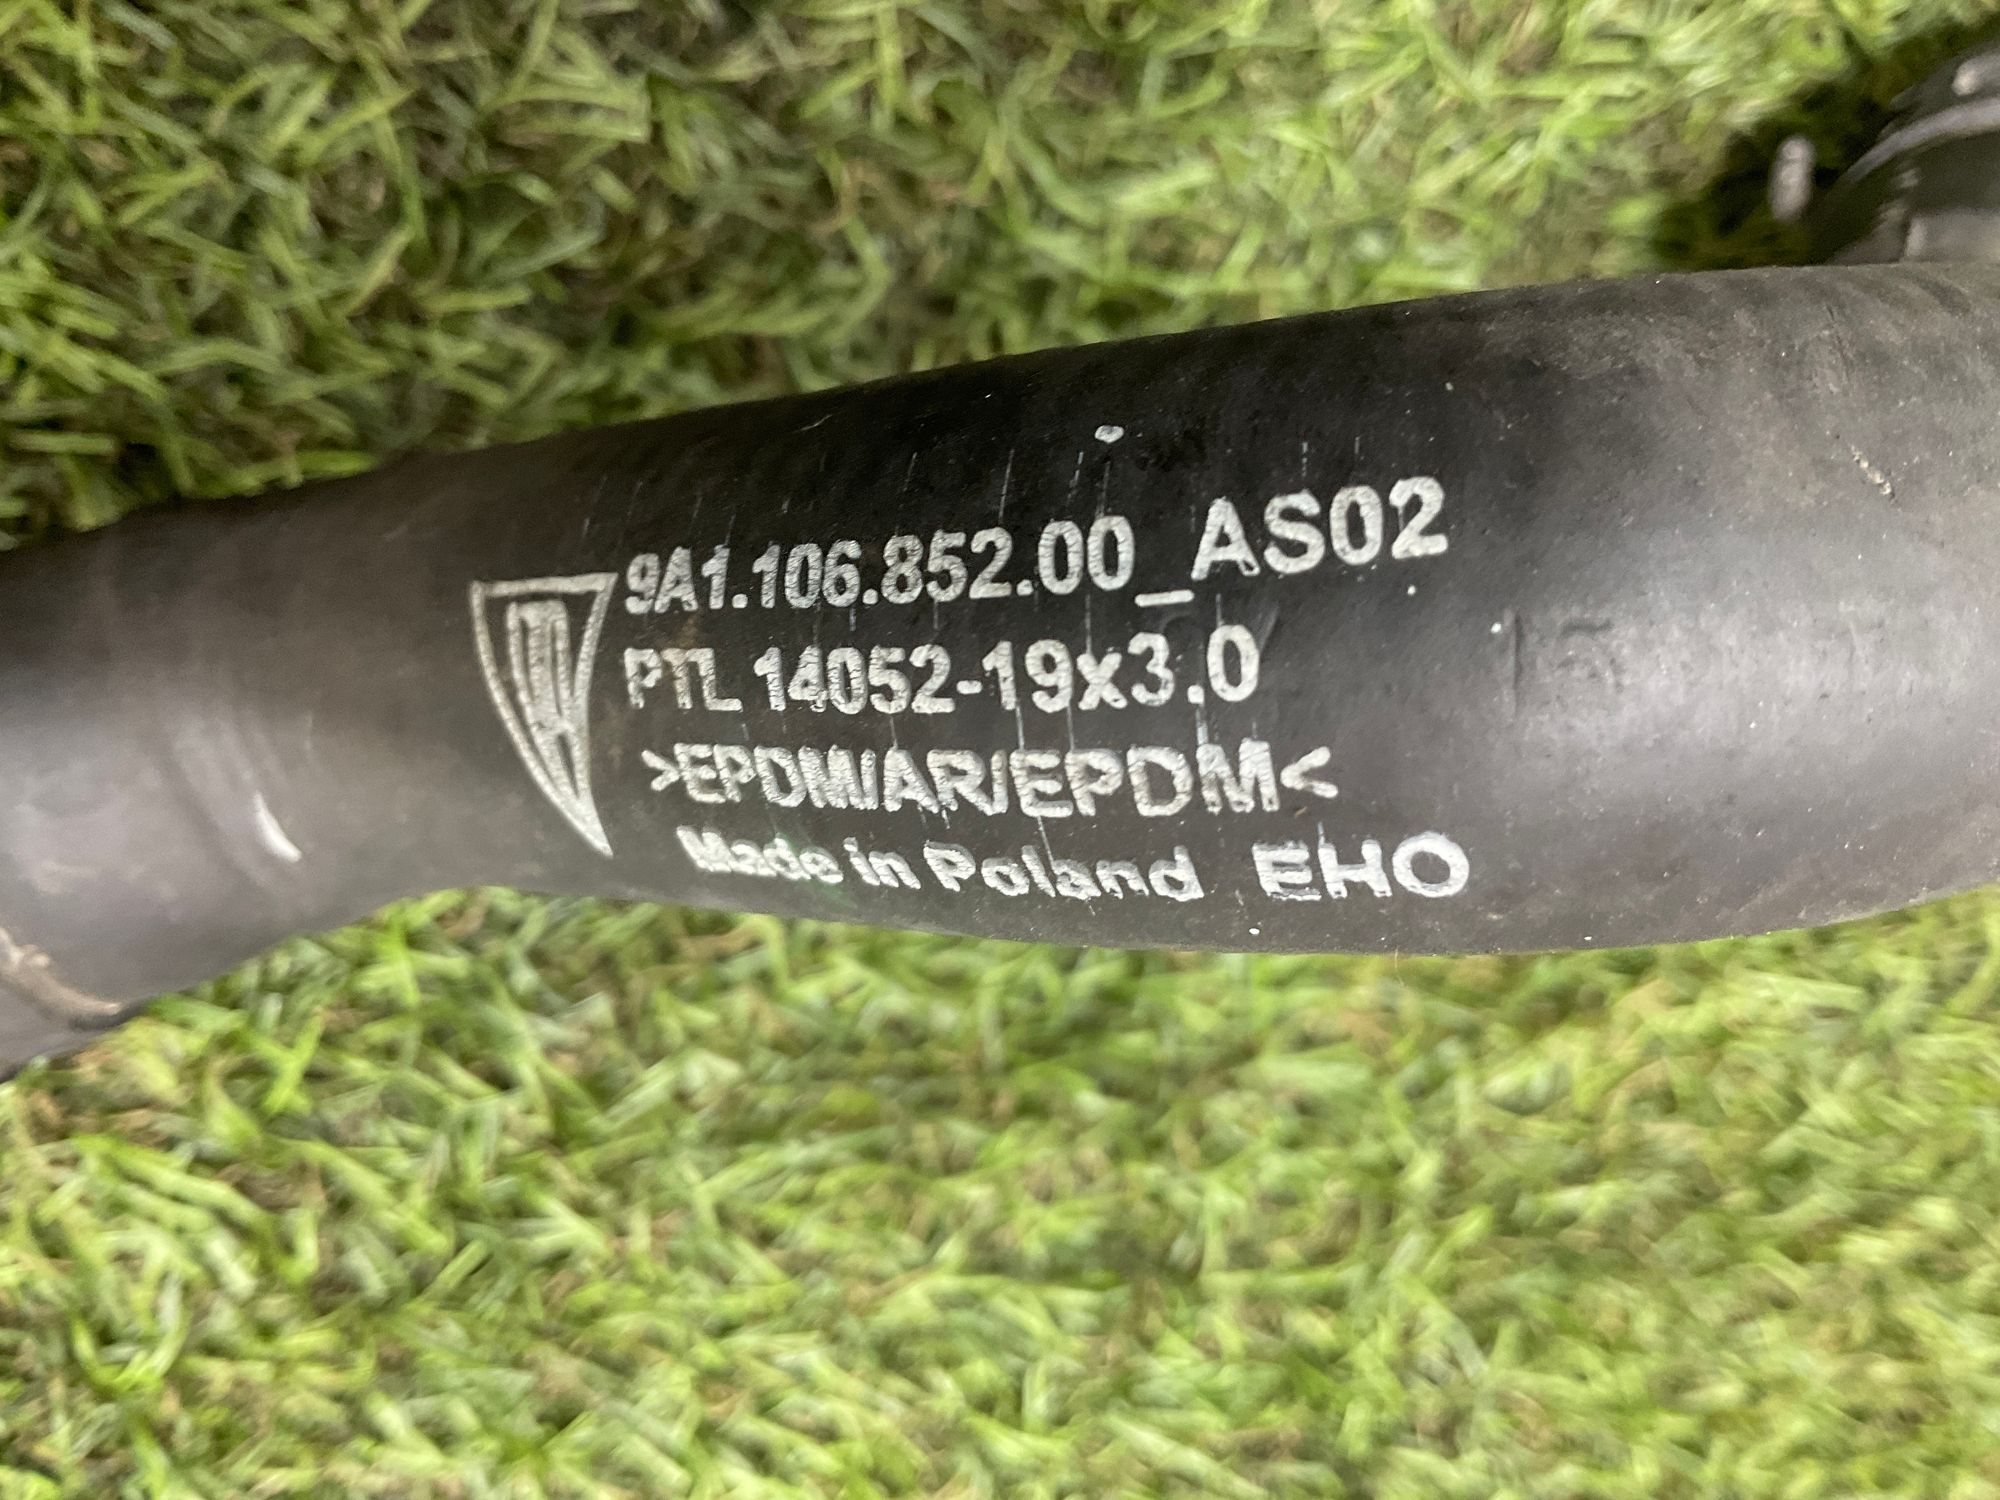 9A1.106.852.00_AS02
PTL 14052-19x3.0
>EPDM/AR/EPDM<
Made in Poland EHO